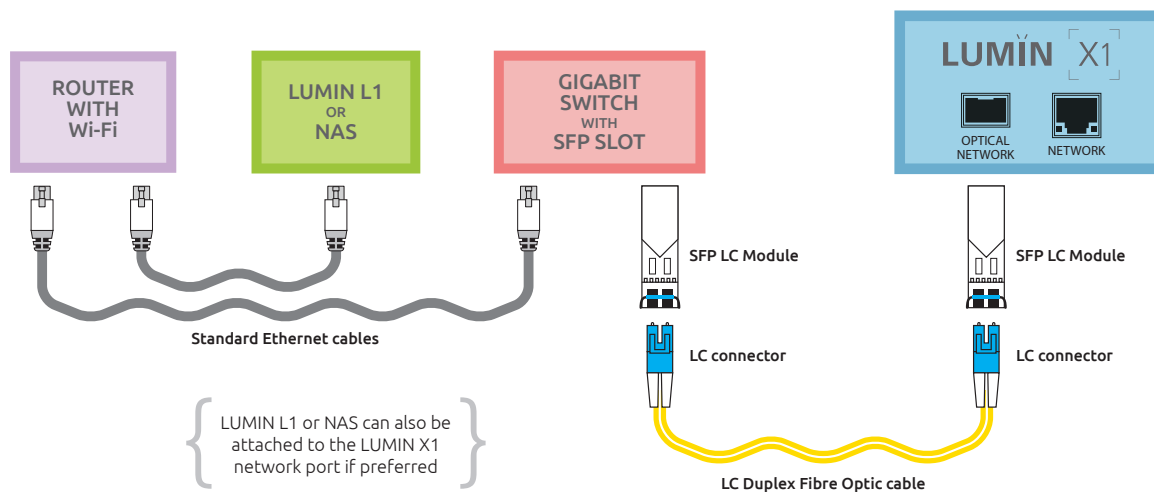 ROUTER
WITH
Wi-Fi
LUMIN L1
OR
NAS
GIGABIT
SWITCH
WITH
SFP SLOT
LUMÏN X1
OPTICAL
NETWORK
NETWORK
SFP LC Module
SFP LC Module
Standard Ethernet cables
LC connector
LC connector
LUMIN L1 or NAS can also be
attached to the LUMIN X1
network port if preferred
LC Duplex Fibre Optic cable